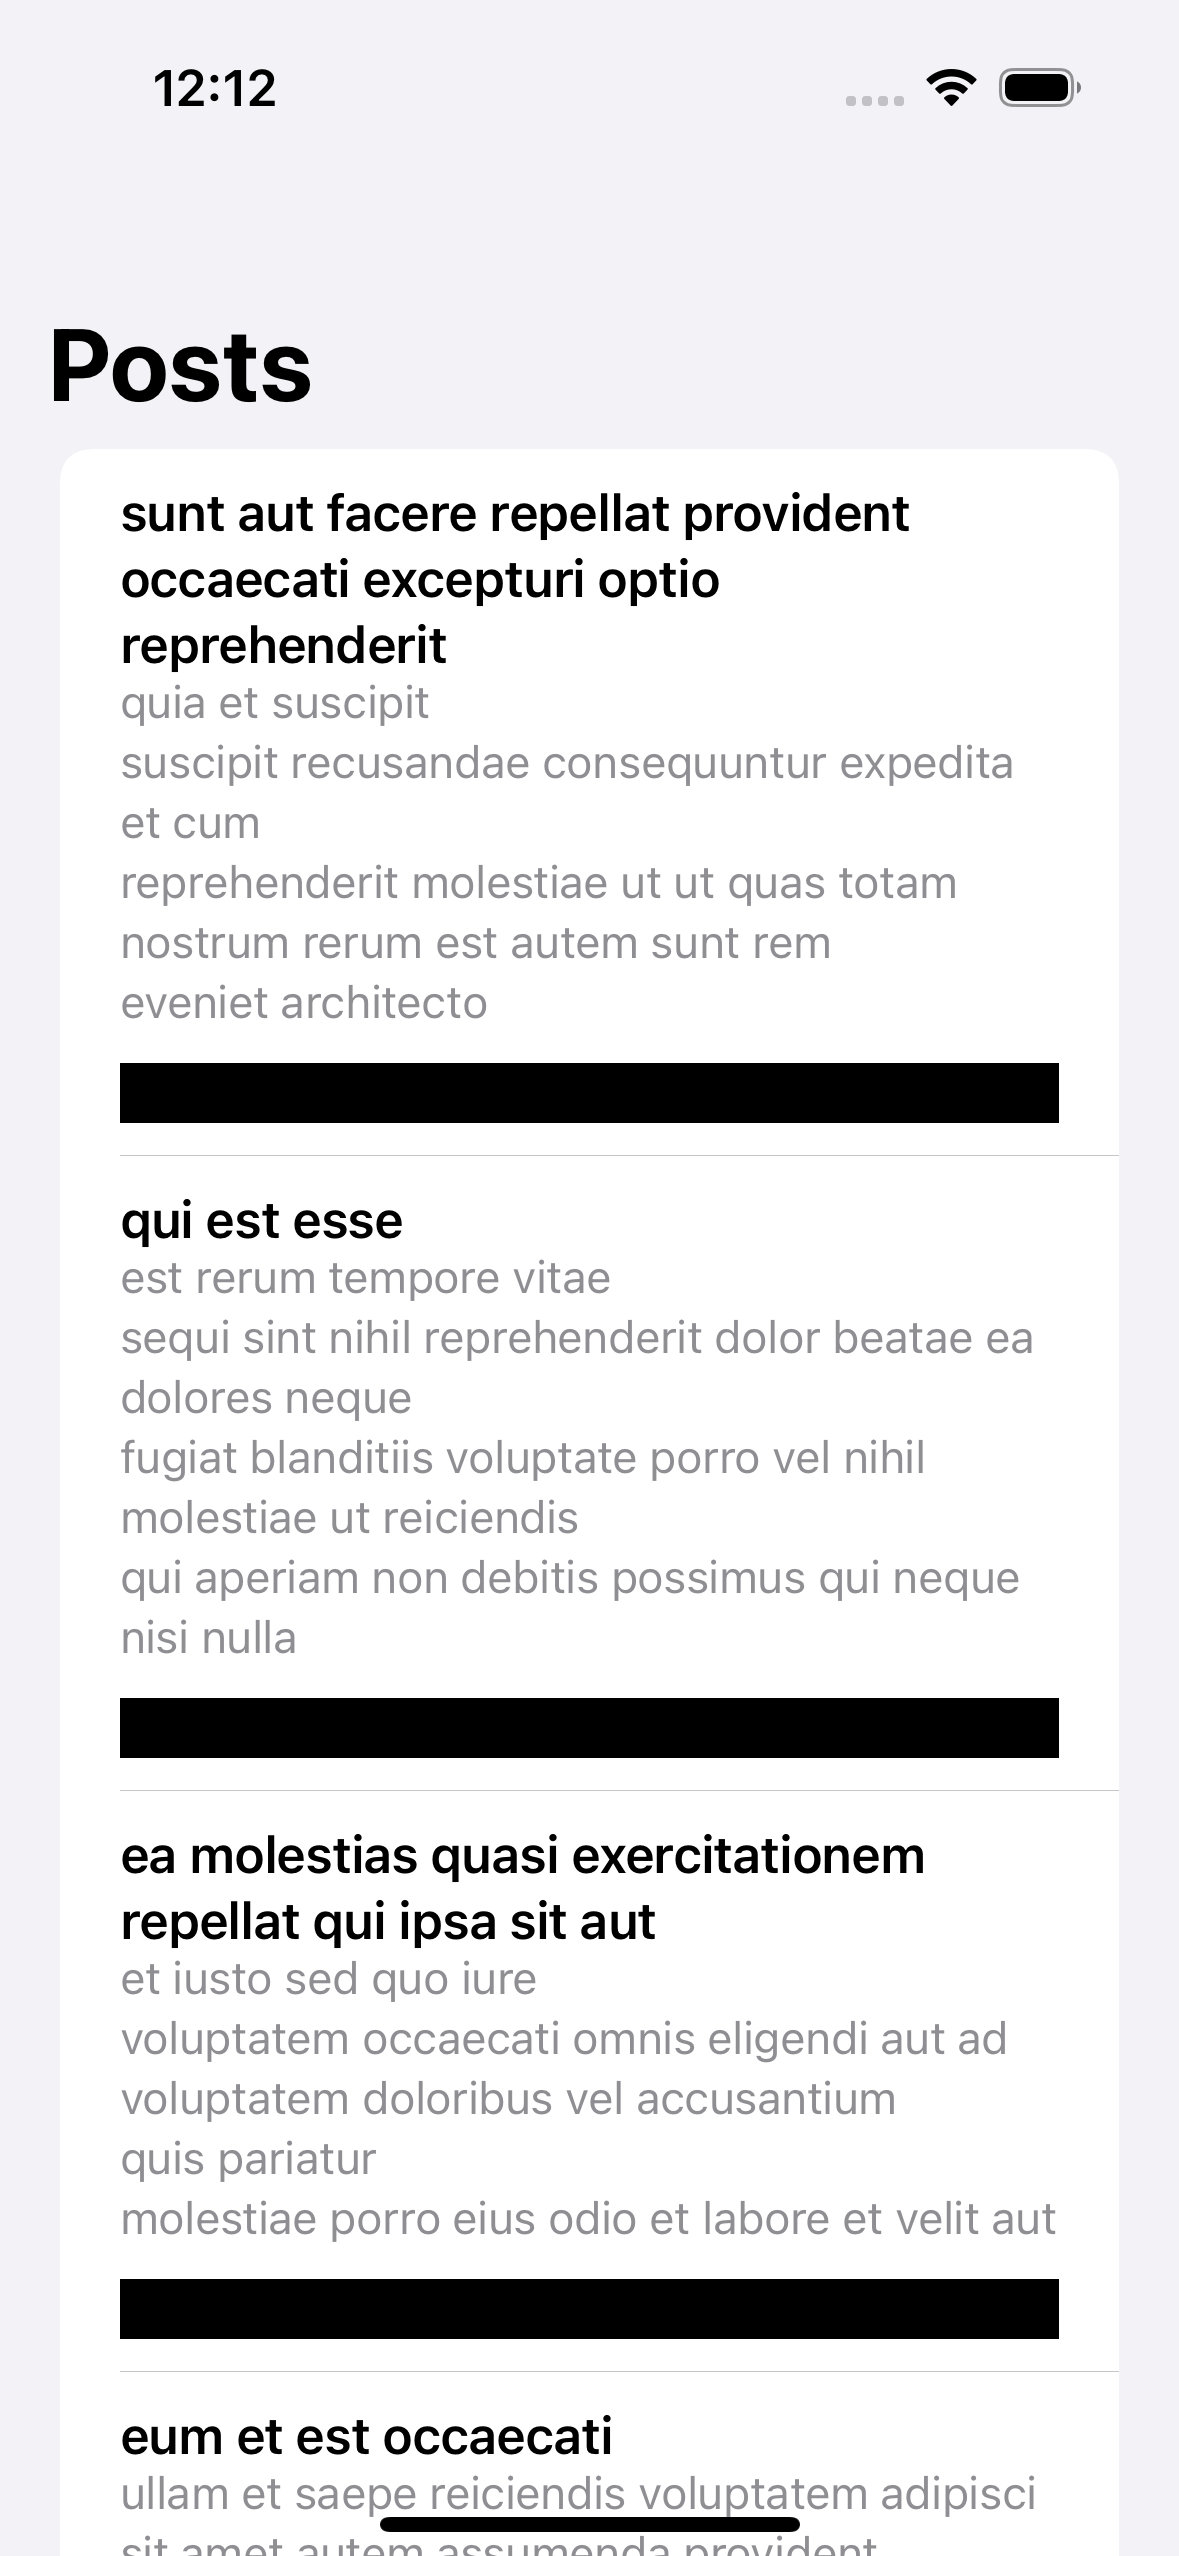 12:12
Posts
sunt aut facere repellat provident
occaecati excepturi optio
reprehenderit
quia et suscipit
suscipit recusandae consequuntur expedita
et cum
reprehenderit molestiae ut ut quas totam
nostrum rerum est autem sunt rem
eveniet architecto
qui est esse
est rerum tempore vitae
sequi sint nihil reprehenderit dolor beatae ea
dolores neque
fugiat blanditiis voluptate porro vel nihil
molestiae ut reiciendis
qui aperiam non debitis possimus qui neque
nisi nulla
ea molestias quasi exercitationem
repellat qui ipsa sit aut
et iusto sed quo iure
voluptatem occaecati omnis eligendi aut ad
voluptatem doloribus vel accusantium
quis pariatur
molestiae porro eius odio et labore et velit aut
eum et est occaecati
ullam et saepe reiciendis voluptatem adipisci
sit amet autem assumenda provident